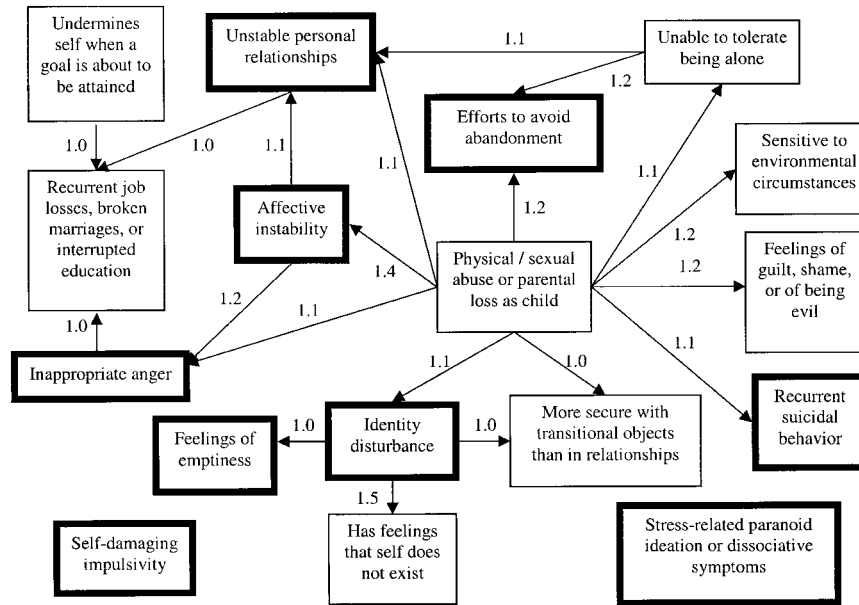 Undermines
self when a
goal is about to
be attained
Unstable personal
relationships
1.1
Unable to tolerate
being alone
1.2
Efforts to avoid
abandonment
1.0
1.0
1.1
1.1
1.1
Sensitive to
environmental
circumstances
Recurrent job
losses, broken
marriages, or
interrupted
education
Affective
instability
1.2
1.2
1.4
Physical / sexual
abuse or parental
loss as child
1.2
Feelings of
guilt, shame,
or of being
evil
1.2
1.1
1.0
1.1
Inappropriate anger
1.1
1.0
Recurrent
suicidal
behavior
Feelings of
emptiness
1.0
Identity
disturbance
1.0
More secure with
transitional objects
than in relationships
1.5
Self-damaging
impulsivity
Has feelings
that self does
not exist
Stress-related paranoid
ideation or dissociative
symptoms